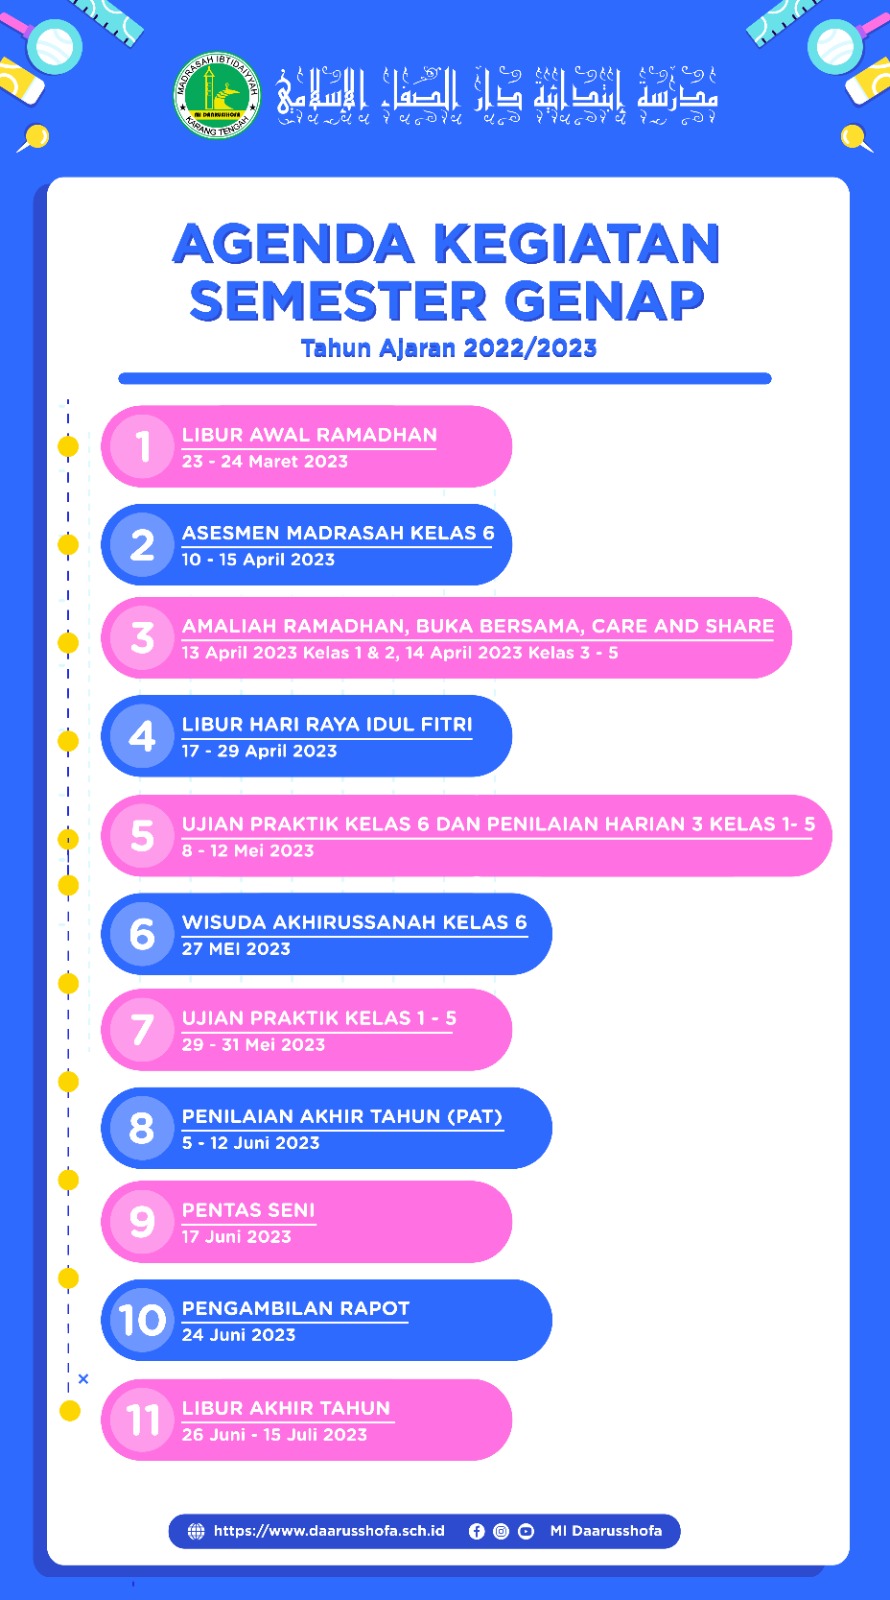 MADRASAH IBTIDAIYYAH
MI DAARUSSHOFA
KARANG TENGAH
مدرسة إبتدائية دار الصفاء الإسلامي
AGENDA KEGIATAN
SEMESTER GENAP
Tahun Ajaran 2022/2023
1
LIBUR AWAL RAMADHAN
23 - 24 Maret 2023
2
ASESMEN MADRASAH KELAS 6
10 - 15 April 2023
3
AMALIAH RAMADHAN, BUKA BERSAMA, CARE AND SHARE
13 April 2023 Kelas 1 & 2, 14 April 2023 Kelas 3 - 5
4
LIBUR HARI RAYA IDUL FITRI
17 - 29 April 2023
5
UJIAN PRAKTIK KELAS 6 DAN PENILAIAN HARIAN 3 KELAS 1- 5
8 - 12 Mei 2023
6
WISUDA AKHIRUSSANAH KELAS 6
27 MEI 2023
7
UJIAN PRAKTIK KELAS 1 - 5
29 - 31 Mei 2023
8
PENILAIAN AKHIR TAHUN (PAT)
5 - 12 Juni 2023
9
PENTAS SENI
17 Juni 2023
10
PENGAMBILAN RAPOT
24 Juni 2023
11
LIBUR AKHIR TAHUN
26 Juni - 15 Juli 2023
https://www.daarusshofa.sch.id MI Daarusshofa